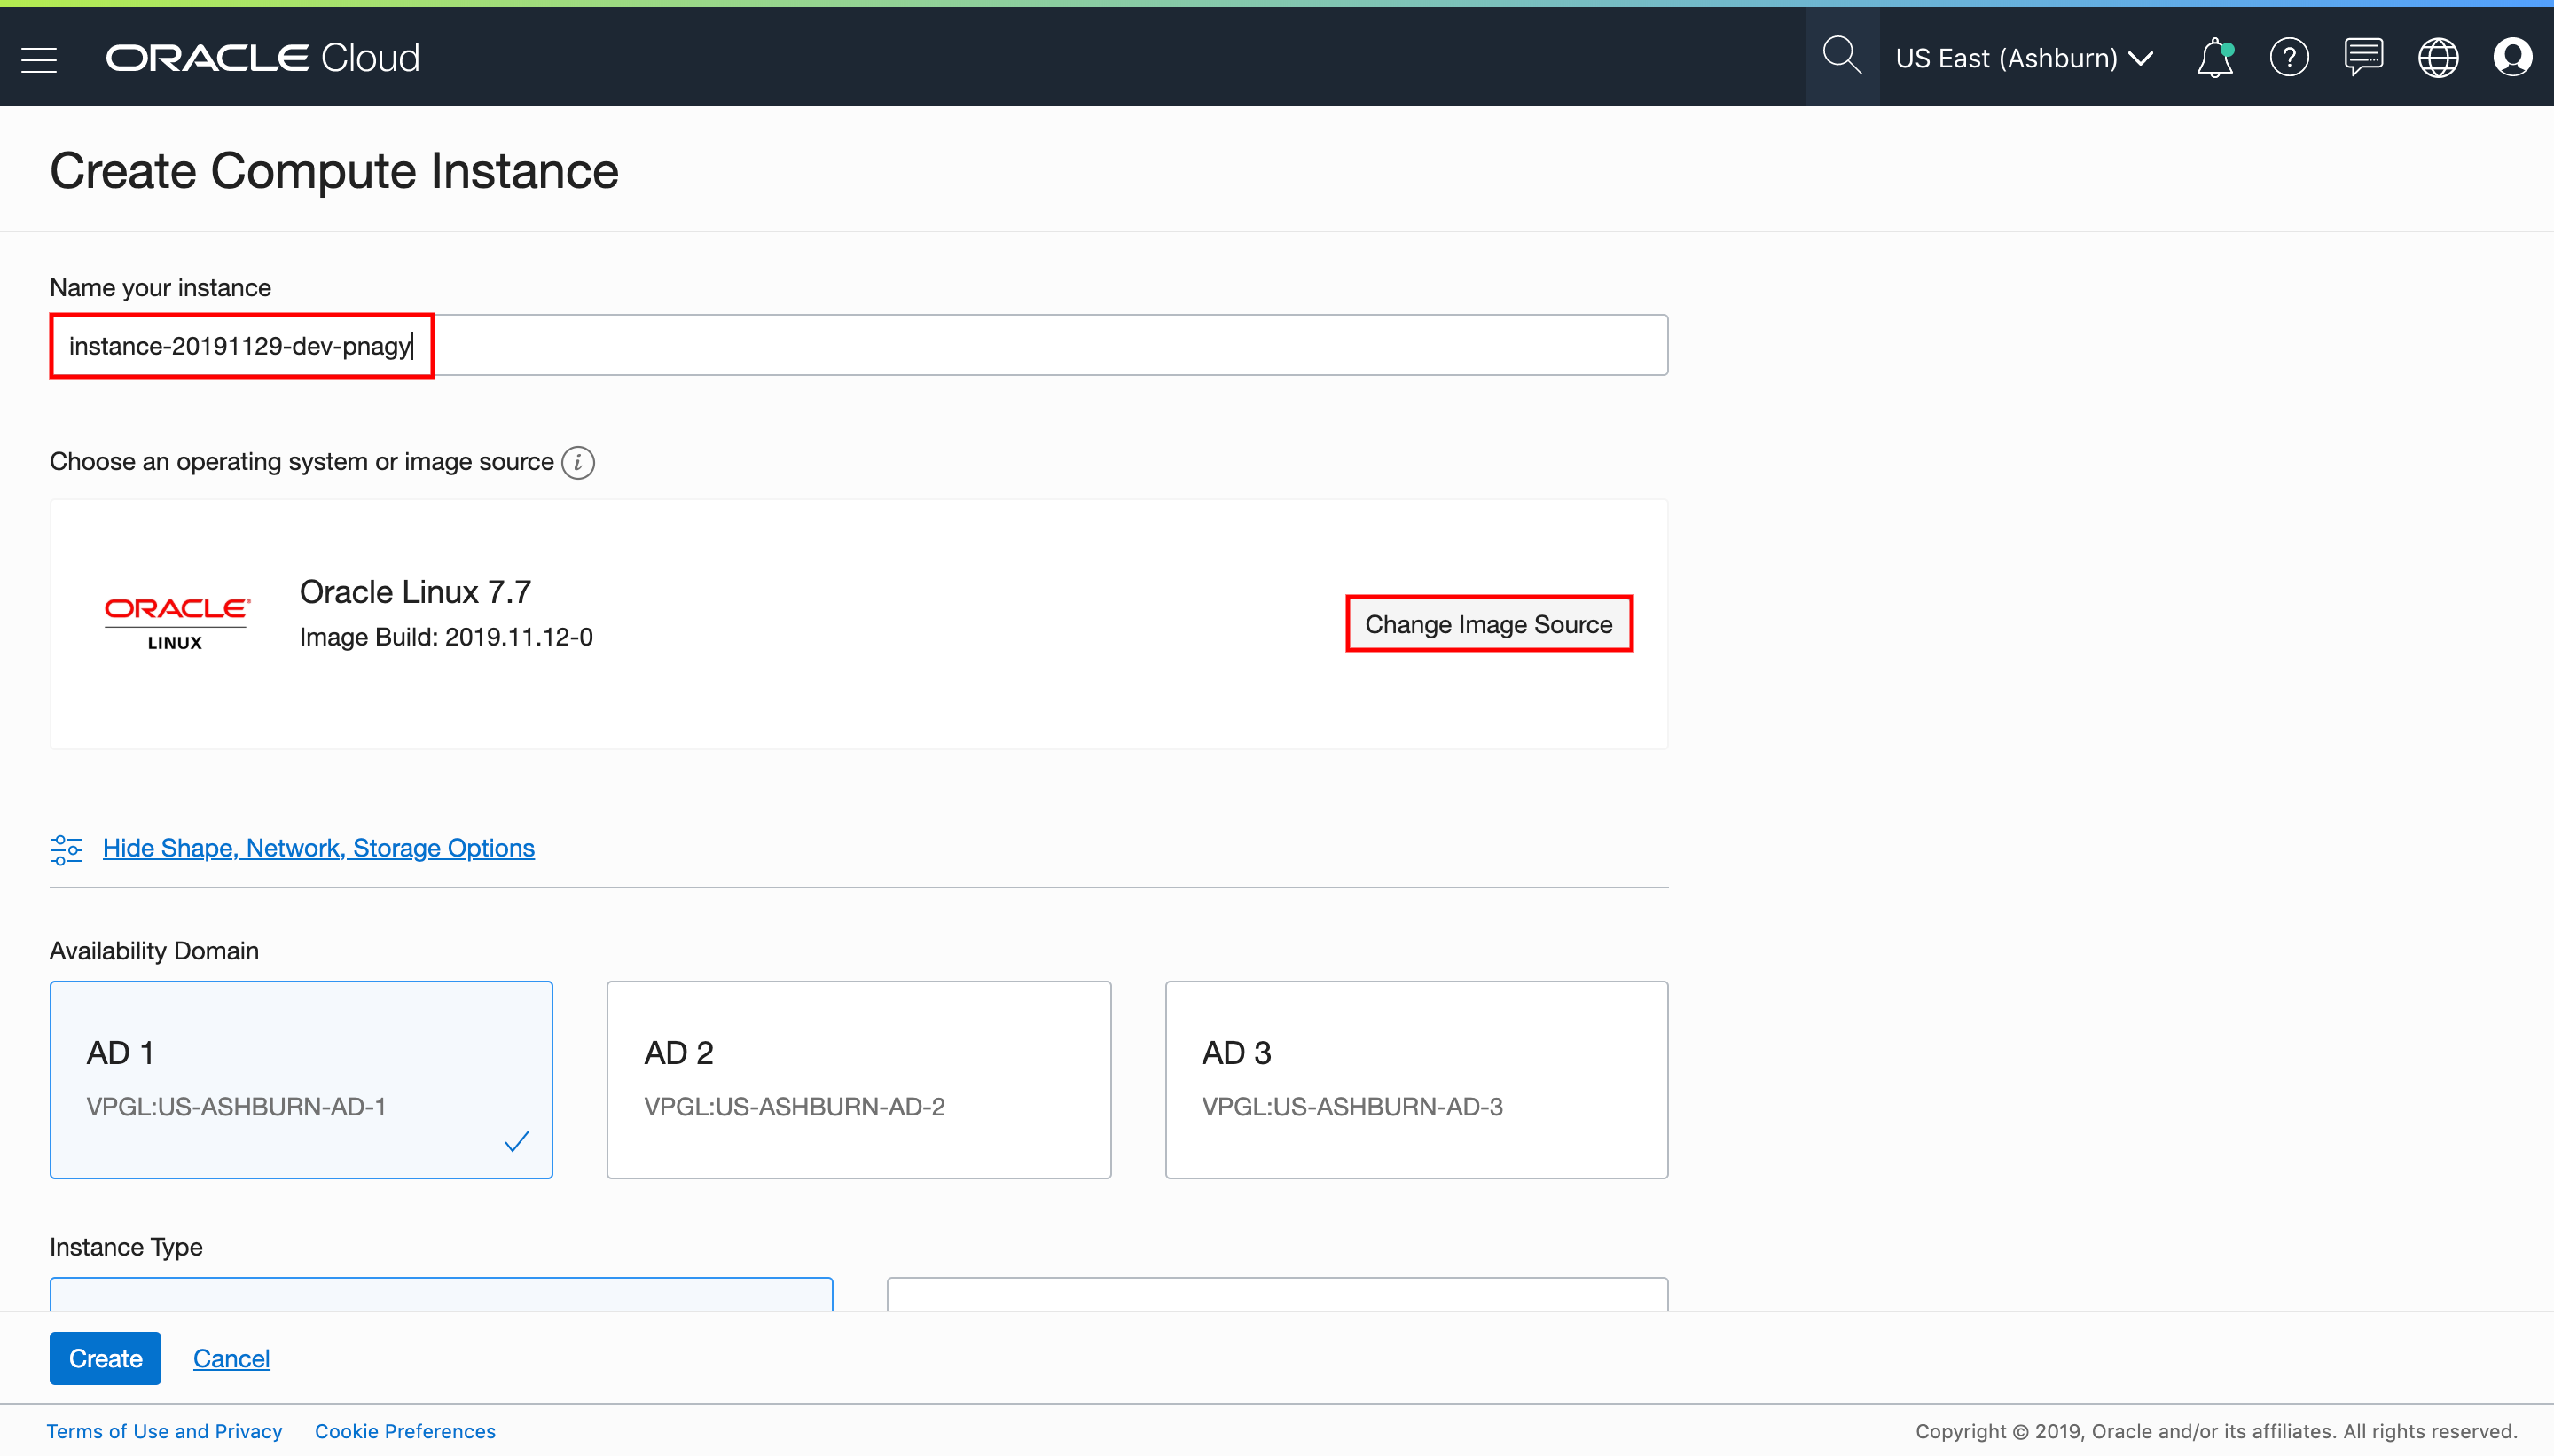 ORACLE Cloud
US East (Ashburn)
?
Create Compute Instance
Name your instance
instance-20191129-dev-pnagy
Choose an operating system or image source i
ORACLE®
LINUX
Oracle Linux 7.7
Image Build: 2019.11.12-0
Change Image Source
Hide Shape, Network, Storage Options
Availability Domain
AD 1
VPGL:US-ASHBURN-AD-1
AD 2
VPGL:US-ASHBURN-AD-2
AD 3
VPGL:US-ASHBURN-AD-3
Instance Type
Create
Cancel
Terms of Use and Privacy
Cookie Preferences
Copyright © 2019, Oracle and/or its affiliates. All rights reserved.